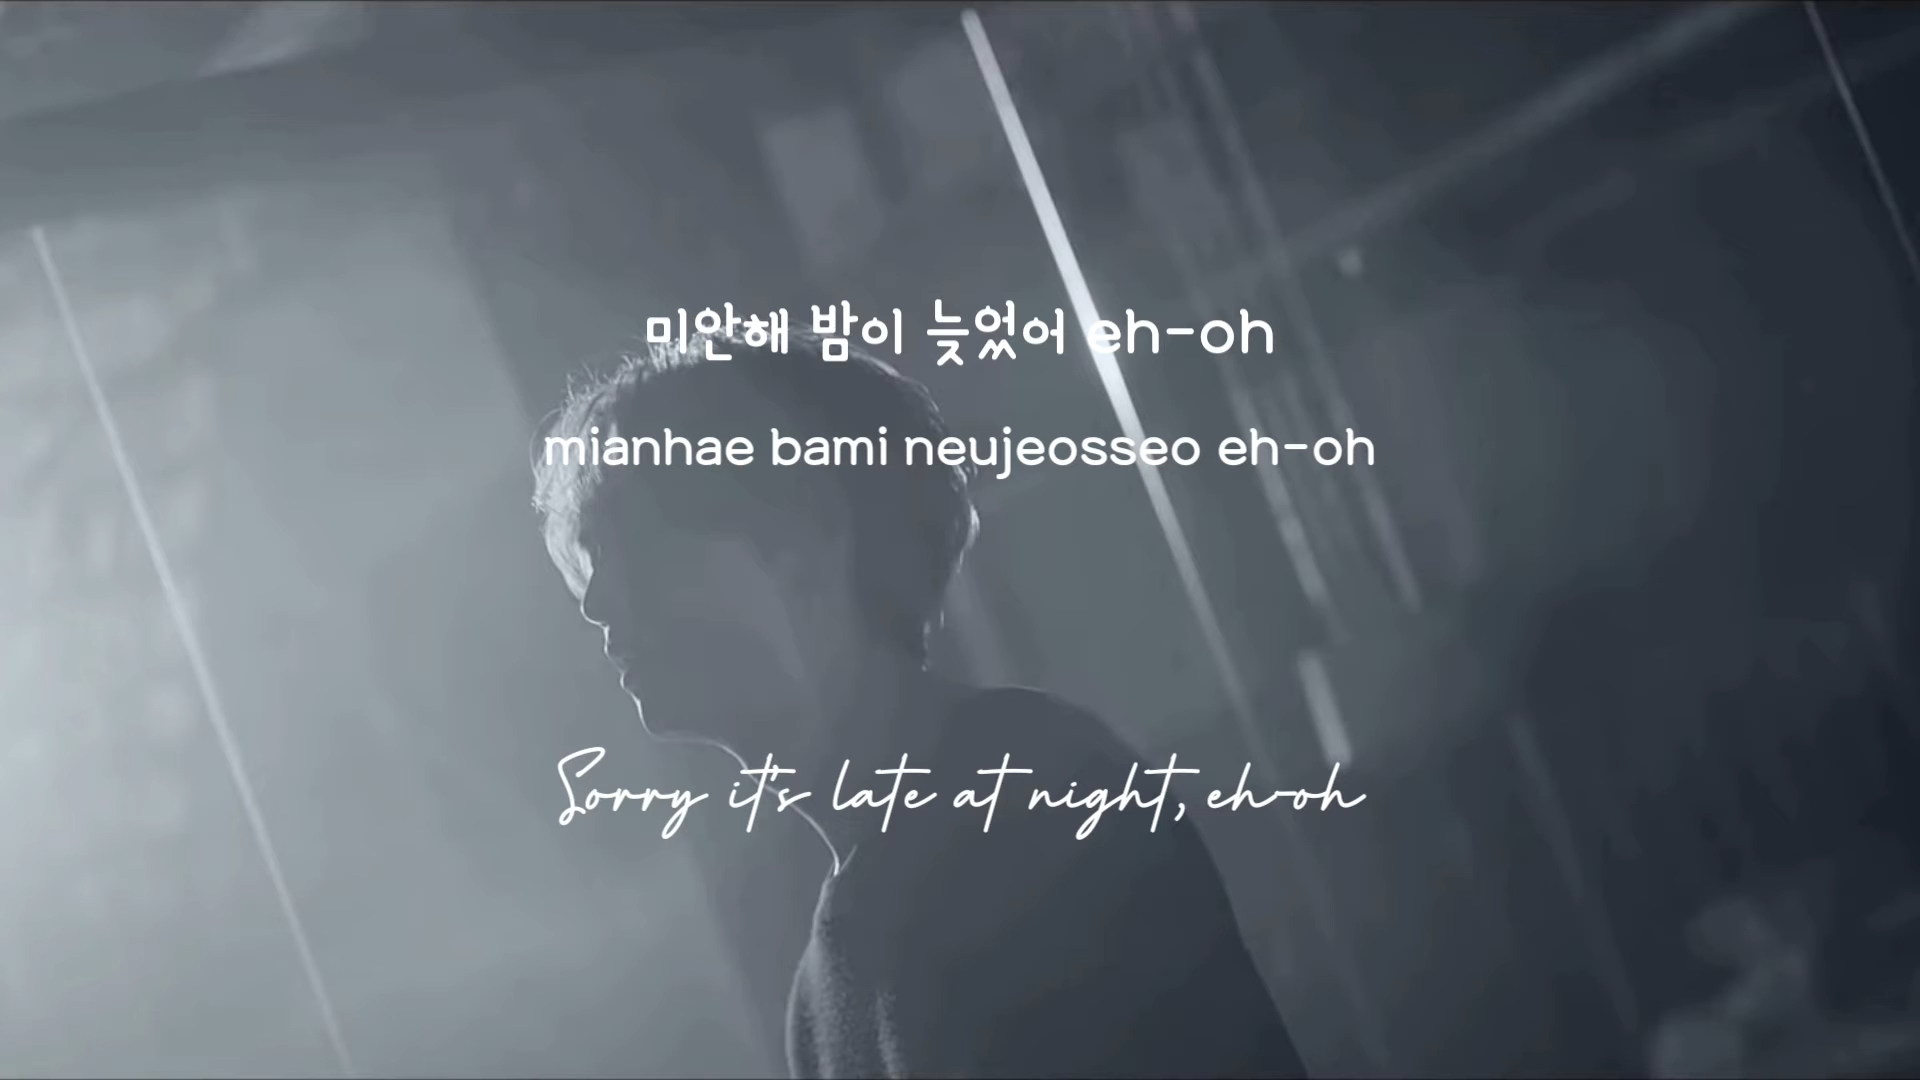 미안해 밤이 늦었어 eh-oh
mianhae bami neujeosseo eh-oh
Sorry it's late at night, eh-oh